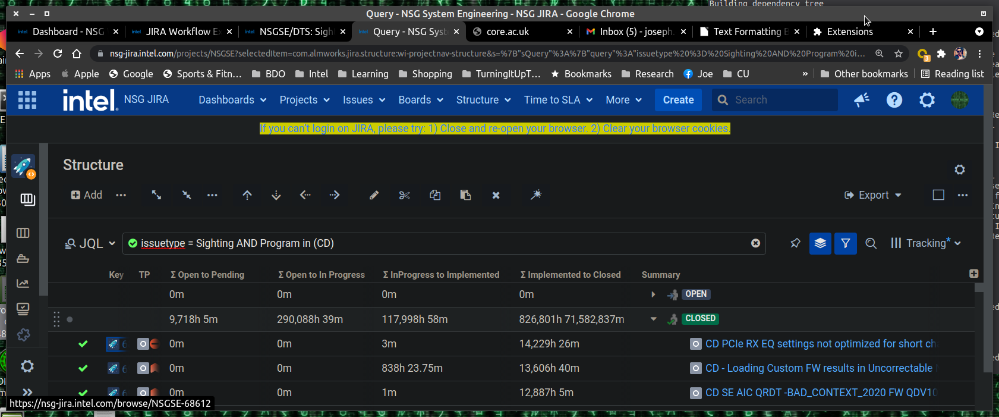 Building dependency tree
Query - NSG System Engineering - NSG JIRA - Google Chrome
intel Dashboard - NSG intel JIRA Workflow Ex intel NSGSE/DTS: Sigh intel Query - NSG Syst core.ac.uk Inbox (5) - joseph. Text Formatting B Extensions
nsg-jira.intel.com/projects/NSGSE?selectedItem=com.almworks.jira.structure:wi-projectnav-structure&s=%7B"sQuery"%3A%7B"query"%3A"issuetype%20%3D%20Sighting%20AND%20Program%20i... 3
Apps Apple Google Sports & Fitn... BDO Intel Learning Shopping TurningItUpT... Bookmarks Research Joe CU » Other bookmarks Reading list
intel. NSG JIRA Dashboards Projects Issues Boards Structure Time to SLA More Create Search
If you can't login on JIRA, please try: 1) Close and re-open your browser. 2) Clear your browser cookies.
Structure
Add Export
JQL issuetype = Sighting AND Program in (CD) Tracking*
Key TP Σ Open to Pending Σ Open to In Progress Σ InProgress to Implemented Σ Implemented to Closed Summary
0m 0m 0m 0m OPEN
9,718h 5m 290,088h 39m 117,998h 58m 826,801h 71,582,837m CLOSED
6 0m 0m 3m 14,229h 26m CD PCIe RX EQ settings not optimized for short ch
6 0m 0m 838h 23.75m 13,606h 40m CD - Loading Custom FW results in Uncorrectable
6 0m 0m 1m 12,887h 5m CD SE AIC QRDT -BAD_CONTEXT_2020 FW QDV10
https://nsg-jira.intel.com/browse/NSGSE-68612